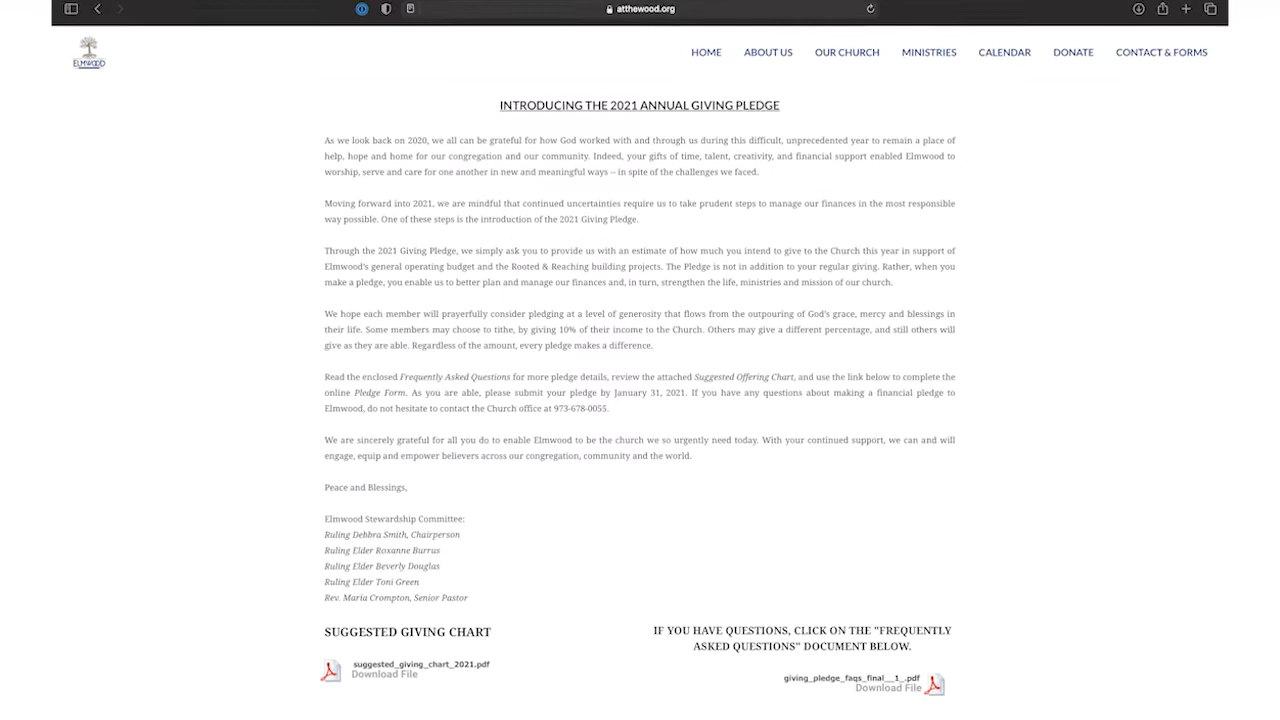 atthewood.org
ELMWOOD
HOME ABOUT US OUR CHURCH MINISTRIES CALENDAR DONATE CONTACT & FORMS
INTRODUCING THE 2021 ANNUAL GIVING PLEDGE
As we look back on 2020, we all can be grateful for how God worked with and through us during this difficult, unprecedented year to remain a place of
help, hope and home for our congregation and our community. Indeed, your gifts of time, talent, creativity, and financial support enabled Elmwood to
worship, serve and care for one another in new and meaningful ways -- in spite of the challenges we faced.
Moving forward into 2021, we are mindful that continued uncertainties require us to take prudent steps to manage our finances in the most responsible
way possible. One of these steps is the introduction of the 2021 Giving Pledge.
Through the 2021 Giving Pledge, we simply ask you to provide us with an estimate of how much you intend to give to the Church this year in support of
Elmwood's general operating budget and the Rooted & Reaching building projects. The Pledge is not in addition to your regular giving. Rather, when you
make a pledge, you enable us to better plan and manage our finances and, in turn, strengthen the life, ministries and mission of our church.
We hope each member will prayerfully consider pledging at a level of generosity that flows from the outpouring of God's grace, mercy and blessings in
their life. Some members may choose to tithe, by giving 10% of their income to the Church. Others may give a different percentage, and still others will
give as they are able. Regardless of the amount, every pledge makes a difference.
Read the enclosed Frequently Asked Questions for more pledge details, review the attached Suggested Offering Chart, and use the link below to complete the
online Pledge Form. As you are able, please submit your pledge by January 31, 2021. If you have any questions about making a financial pledge to
Elmwood, do not hesitate to contact the Church office at 973-678-0055.
We are sincerely grateful for all you do to enable Elmwood to be the church we so urgently need today. With your continued support, we can and will
engage, equip and empower believers across our congregation, community and the world.
Peace and Blessings,
Elmwood Stewardship Committee:
Ruling Debbra Smith, Chairperson
Ruling Elder Roxanne Burrus
Ruling Elder Beverly Douglas
Ruling Elder Toni Green
Rev. Maria Crompton, Senior Pastor
SUGGESTED GIVING CHART
suggested_giving_chart_2021.pdf
Download File
IF YOU HAVE QUESTIONS, CLICK ON THE "FREQUENTLY
ASKED QUESTIONS" DOCUMENT BELOW.
giving_pledge_faqs_final__1_.pdf
Download File